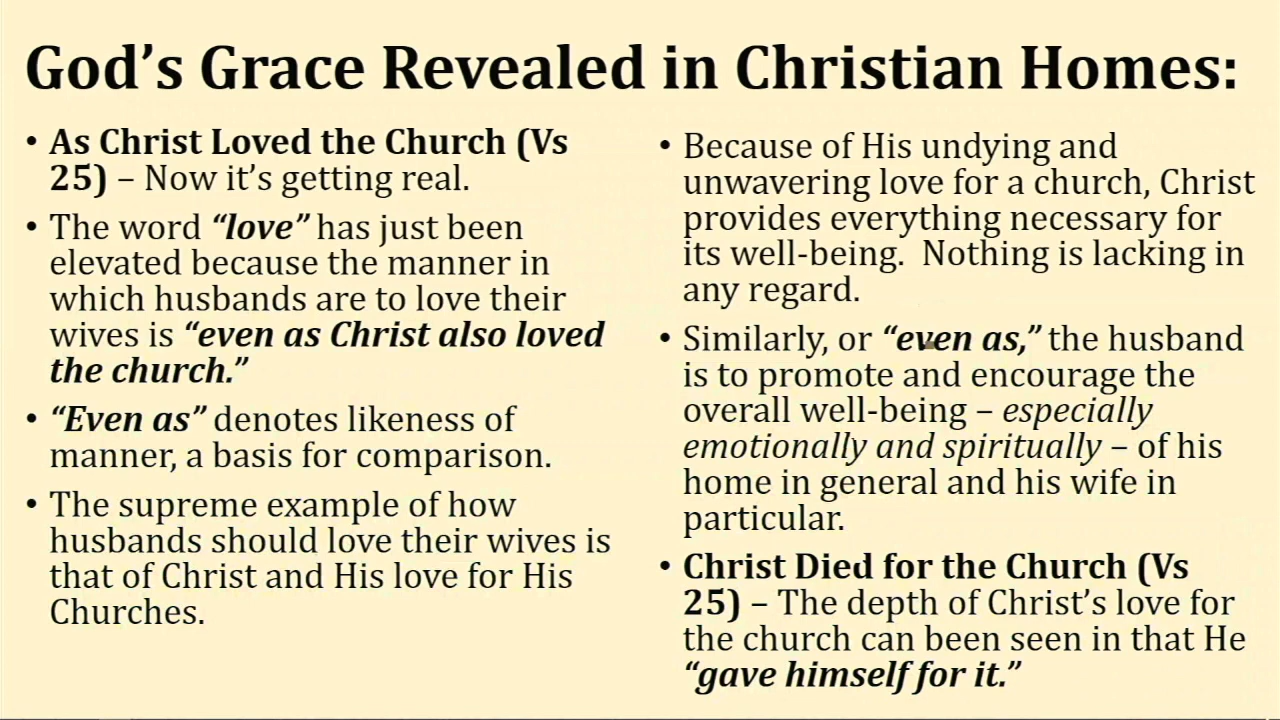 God’s Grace Revealed in Christian Homes:
• As Christ Loved the Church (Vs
25) – Now it’s getting real.
• The word “love” has just been
elevated because the manner in
which husbands are to love their
wives is “even as Christ also loved
the church.”
• “Even as” denotes likeness of
manner, a basis for comparison.
• The supreme example of how
husbands should love their wives is
that of Christ and His love for His
Churches.
• Because of His undying and
unwavering love for a church, Christ
provides everything necessary for
its well-being.  Nothing is lacking in
any regard.
• Similarly, or “even as,” the husband
is to promote and encourage the
overall well-being – especially
emotionally and spiritually – of his
home in general and his wife in
particular.
• Christ Died for the Church (Vs
25) – The depth of Christ’s love for
the church can been seen in that He
“gave himself for it.”